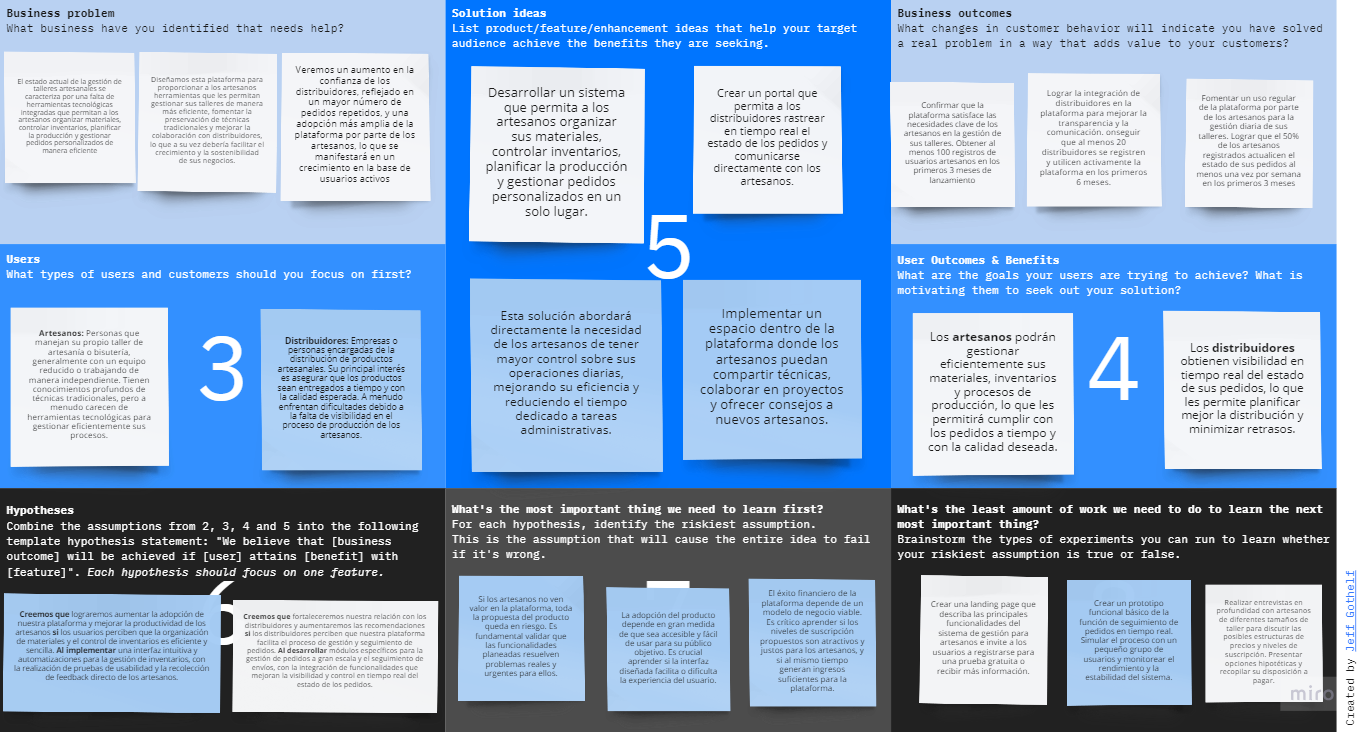 Business problem
What business have you identified that needs help?
El estado actual de la gestión de
talleres artesanales se
caracteriza por una falta de
herramientas tecnológicas
integradas que permitan a los
artesanos organizar materiales,
controlar inventarios, planificar
la producción y gestionar
pedidos personalizados de
manera eficiente
Diseñamos esta plataforma para
proporcionar a los artesanos
herramientas que les permitan
gestionar sus talleres de manera
más eficiente, fomentar la
preservación de técnicas
tradicionales y mejorar la
colaboración con distribuidores,
lo que a su vez debería facilitar el
crecimiento y la sostenibilidad
de sus negocios.
Veremos un aumento en la
confianza de los
distribuidores, reflejado en
un mayor número de
pedidos repetidos, y una
adopción más amplia de la
plataforma por parte de los
artesanos, lo que se
manifestará en un
crecimiento en la base de
usuarios activos
Solution ideas
List product/feature/enhancement ideas that help your target
audience achieve the benefits they are seeking.
Desarrollar un sistema
que permita a los
artesanos organizar
sus materiales,
controlar inventarios,
planificar la producción
y gestionar pedidos
personalizados en un
solo lugar.
Crear un portal que
permita a los
distribuidores rastrear
en tiempo real el
estado de los pedidos y
comunicarse
directamente con los
artesanos.
5
Esta solución abordará
directamente la necesidad
de los artesanos de tener
mayor control sobre sus
operaciones diarias,
mejorando su eficiencia y
reduciendo el tiempo
dedicado a tareas
administrativas.
Implementar un
espacio dentro de la
plataforma donde los
artesanos puedan
compartir técnicas,
colaborar en proyectos
y ofrecer consejos a
nuevos artesanos.
Business outcomes
What changes in customer behavior will indicate you have solved
a real problem in a way that adds value to your customers?
Confirmar que la
plataforma satisface las
necesidades clave de los
artesanos en la gestión de
sus talleres. Obtener al
menos 100 registros de
usuarios artesanos en los
primeros 3 meses de
lanzamiento
Lograr la integración de
distribuidores en la
plataforma para mejorar la
transparencia y la
comunicación. onseguir
que al menos 20
distribuidores se registren
y utilicen activamente la
plataforma en los primeros
6 meses.
Fomentar un uso regular
de la plataforma por parte
de los artesanos para la
gestión diaria de sus
talleres. Lograr que el 50%
de los artesanos
registrados actualicen el
estado de sus pedidos al
menos una vez por semana
en los primeros 3 meses
Users
What types of users and customers should you focus on first?
Artesanos: Personas que
manejan su propio taller de
artesanía o bisutería,
generalmente con un equipo
reducido o trabajando de
manera independiente. Tienen
conocimientos profundos de
técnicas tradicionales, pero a
menudo carecen de
herramientas tecnológicas para
gestionar eficientemente sus
procesos.
3
Distribuidores: Empresas o
personas encargadas de la
distribución de productos
artesanales. Su principal interés
es asegurar que los productos
sean entregados a tiempo y con
la calidad esperada. A menudo
enfrentan dificultades debido a
la falta de visibilidad en el
proceso de producción de los
artesanos.
User Outcomes & Benefits
What are the goals your users are trying to achieve? What is
motivating them to seek out your solution?
Los artesanos podrán
gestionar
eficientemente sus
materiales, inventarios
y procesos de
producción, lo que les
permitirá cumplir con
los pedidos a tiempo y
con la calidad deseada.
4
Los distribuidores
obtienen visibilidad en
tiempo real del estado
de sus pedidos, lo que
les permite planificar
mejor la distribución y
minimizar retrasos.
Hypotheses
Combine the assumptions from 2, 3, 4 and 5 into the following
template hypothesis statement: "We believe that [business
outcome] will be achieved if [user] attains [benefit] with
[feature]". Each hypothesis should focus on one feature.
Creemos que lograremos aumentar la adopción de
nuestra plataforma y mejorar la productividad de los
artesanos si los usuarios perciben que la organización
de materiales y el control de inventarios es eficiente y
sencilla. Al implementar una interfaz intuitiva y
automatizaciones para la gestión de inventarios, con
la realización de pruebas de usabilidad y la recolección
de feedback directo de los artesanos.
Creemos que fortaleceremos nuestra relación con los
distribuidores y aumentaremos las recomendaciones
si los distribuidores perciben que nuestra plataforma
facilita el proceso de gestión y seguimiento de
pedidos. Al desarrollar módulos específicos para la
gestión de pedidos a gran escala y el seguimiento de
envíos, con la integración de funcionalidades que
mejoran la visibilidad y control en tiempo real del
estado de los pedidos.
What's the most important thing we need to learn first?
For each hypothesis, identify the riskiest assumption.
This is the assumption that will cause the entire idea to fail
if it's wrong.
Si los artesanos no ven
valor en la plataforma, toda
la propuesta del producto
queda en riesgo. Es
fundamental validar que
las funcionalidades
planeadas resuelven
problemas reales y
urgentes para ellos.
La adopción del producto
depende en gran medida
de que sea accesible y fácil
de usar para su público
objetivo. Es crucial
aprender si la interfaz
diseñada facilita o dificulta
la experiencia del usuario.
El éxito financiero de la
plataforma depende de un
modelo de negocio viable.
Es crítico aprender si los
niveles de suscripción
propuestos son atractivos y
justos para los artesanos, y
si al mismo tiempo
generan ingresos
suficientes para la
plataforma.
What's the least amount of work we need to do to learn the next
most important thing?
Brainstorm the types of experiments you can run to learn whether
your riskiest assumption is true or false.
Crear una landing page que
describa las principales
funcionalidades del
sistema de gestión para
artesanos e invite a los
usuarios a registrarse para
una prueba gratuita o
recibir más información.
Crear un prototipo
funcional básico de la
función de seguimiento de
pedidos en tiempo real.
Simular el proceso con un
pequeño grupo de
usuarios y monitorear el
rendimiento y la
estabilidad del sistema.
Realizar entrevistas en
profundidad con artesanos
de diferentes tamaños de
taller para discutir las
posibles estructuras de
precios y niveles de
suscripción. Presentar
opciones hipotéticas y
recopilar su disposición a
pagar.
miro
Created by Jeff Gothelf